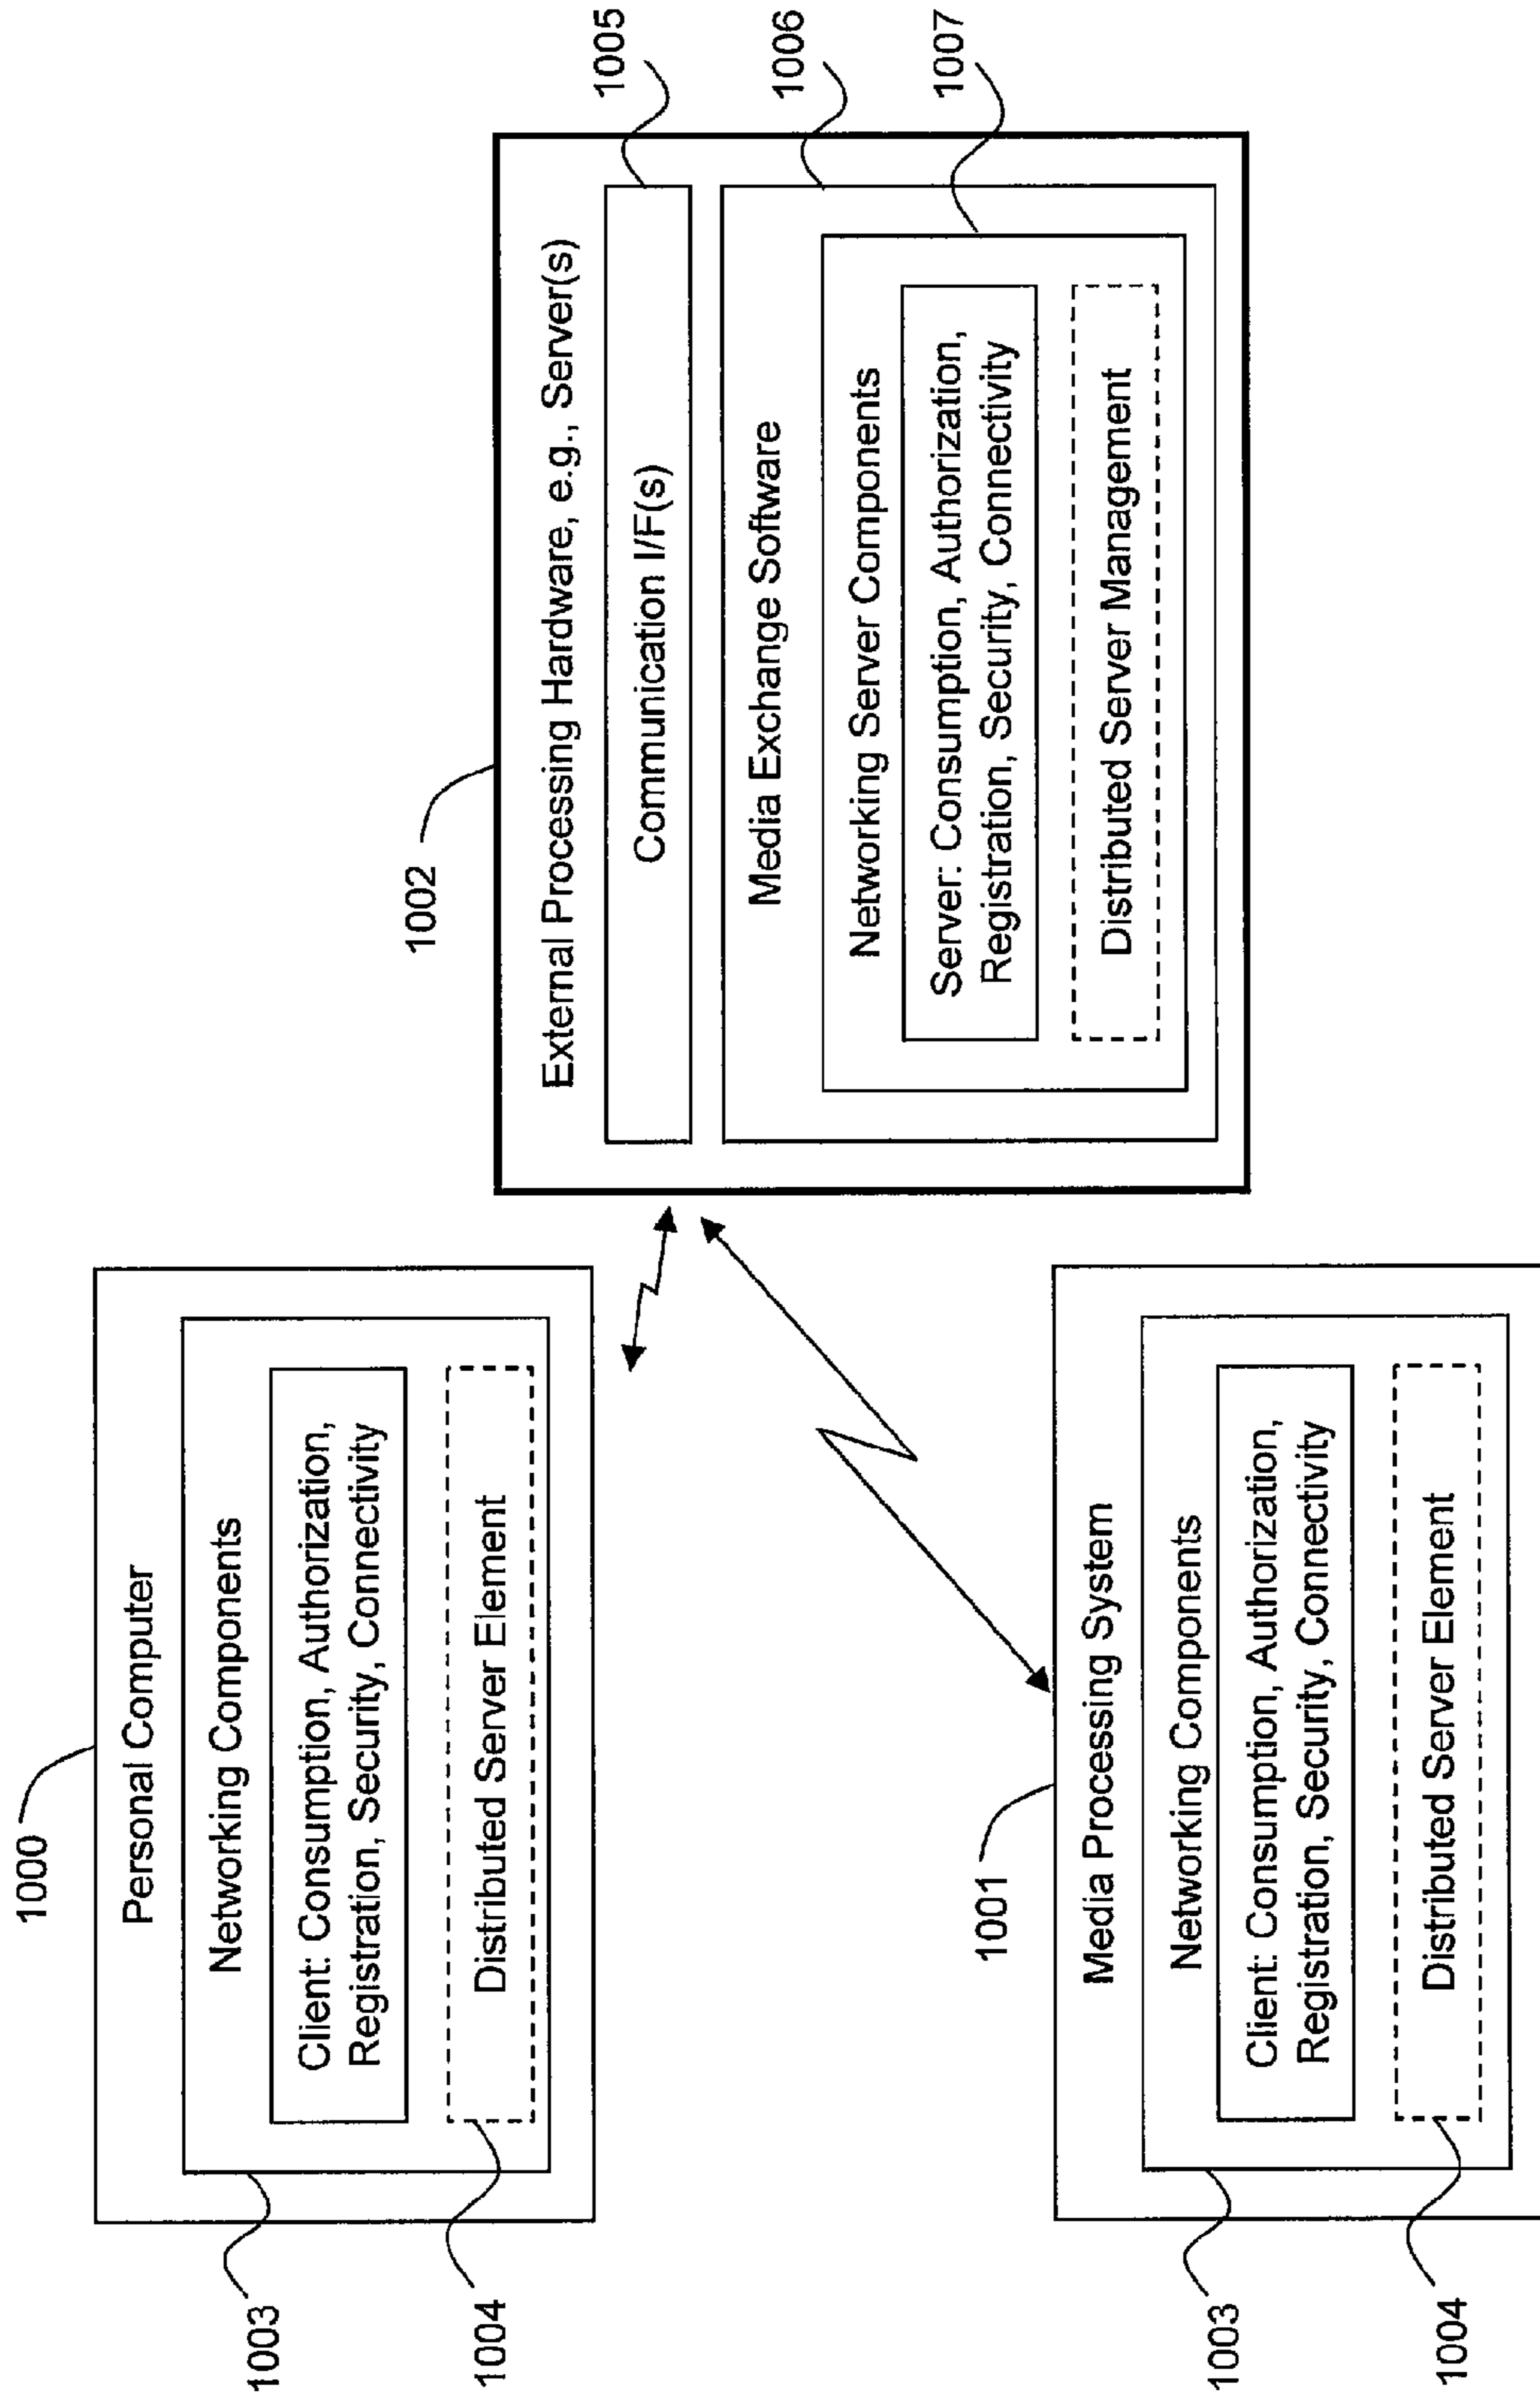 1000
Personal Computer
Networking Components
Client: Consumption, Authorization,
Registration, Security, Connectivity
Distributed Server Element
1003
1004
1002
External Processing Hardware, e.g., Server(s)
Communication I/F(s)
Media Exchange Software
Networking Server Components
Server: Consumption, Authorization,
Registration, Security, Connectivity
Distributed Server Management
1005
1006
1007
1001
Media Processing System
Networking Components
Client: Consumption, Authorization,
Registration, Security, Connectivity
Distributed Server Element
1003
1004